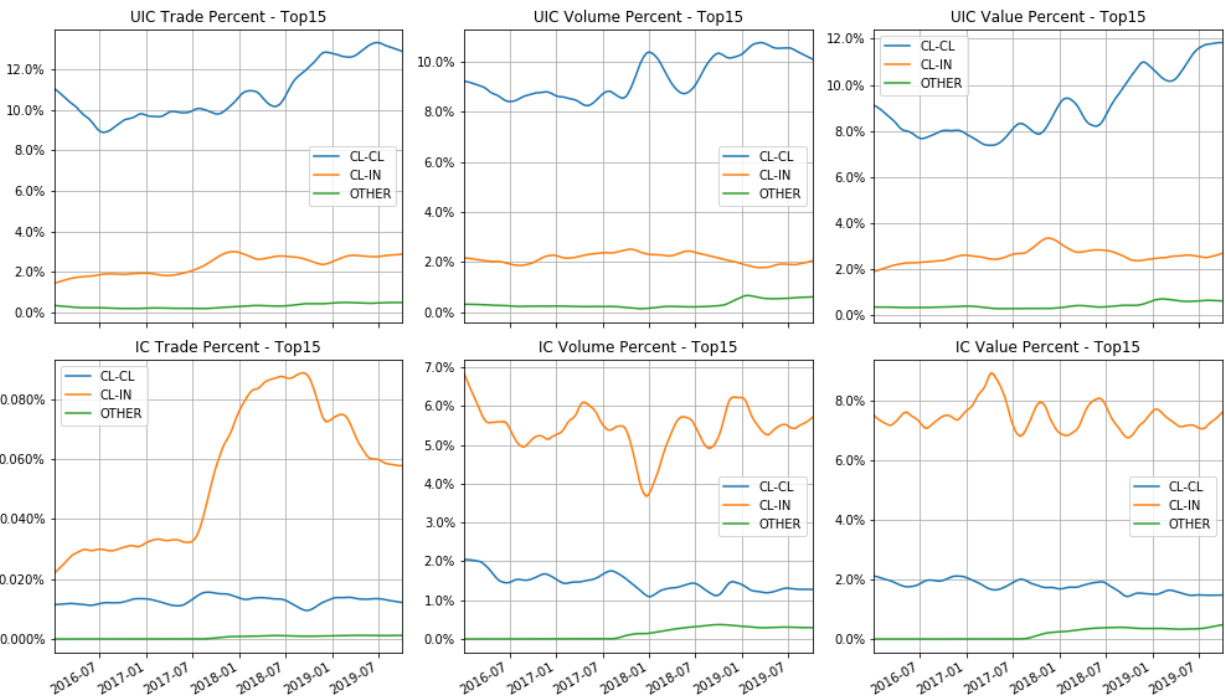 UIC Trade Percent - Top15
12.0%
10.0%
8.0%
6.0%
4.0%
2.0%
0.0%
CL-CL
CL-IN
OTHER
UIC Volume Percent - Top15
10.0%
8.0%
6.0%
4.0%
2.0%
0.0%
CL-CL
CL-IN
OTHER
UIC Value Percent - Top15
12.0%
10.0%
8.0%
6.0%
4.0%
2.0%
0.0%
CL-CL
CL-IN
OTHER
IC Trade Percent - Top15
0.080%
0.060%
0.040%
0.020%
0.000%
CL-CL
CL-IN
OTHER
2016-07
2017-01
2017-07
2018-01
2018-07
2019-01
2019-07
IC Volume Percent - Top15
7.0%
6.0%
5.0%
4.0%
3.0%
2.0%
1.0%
0.0%
CL-CL
CL-IN
OTHER
2016-07
2017-01
2017-07
2018-01
2018-07
2019-01
2019-07
IC Value Percent - Top15
8.0%
6.0%
4.0%
2.0%
0.0%
CL-CL
CL-IN
OTHER
2016-07
2017-01
2017-07
2018-01
2018-07
2019-01
2019-07